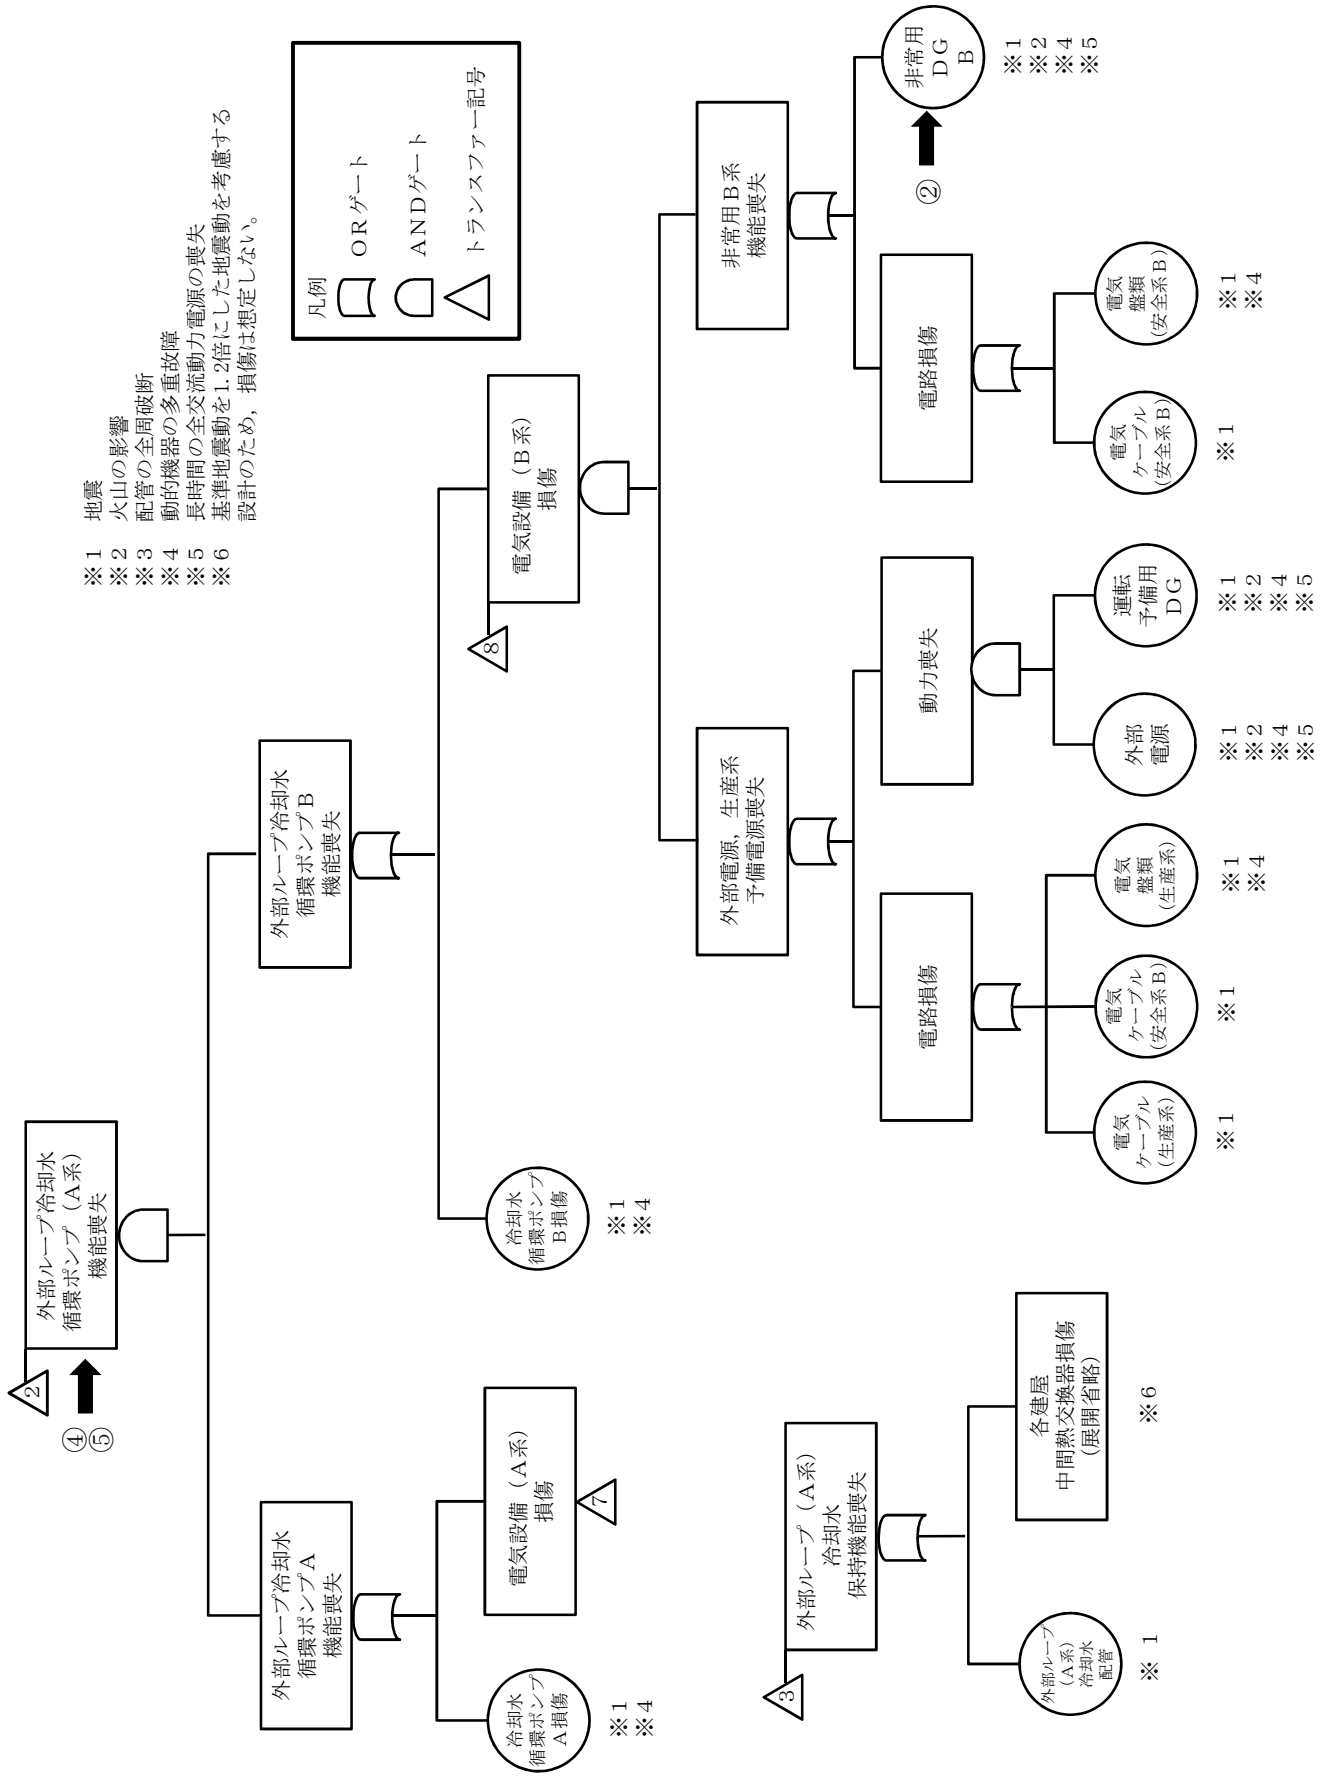 ※1 地震
※2 火山の影響
※3 配管の全周破断
※4 動的機器の多重故障
※5 長時間の全交流動力電源の喪失
※6 基準地震動を1.2倍にした地震動を考慮する
設計のため，損傷は想定しない。
凡例
ORゲート
ANDゲート
トランスファー記号
2
④
⑤
外部ループ冷却水
循環ポンプ（A系）
機能喪失
外部ループ冷却水
循環ポンプA
機能喪失
外部ループ冷却水
循環ポンプB
機能喪失
冷却水
循環ポンプ
A損傷
※1
※4
電気設備（A系）
損傷
7
冷却水
循環ポンプ
B損傷
※1
※4
8
電気設備（B系）
損傷
外部電源，生産系
予備電源喪失
非常用B系
機能喪失
電路損傷
動力喪失
電路損傷
②
非常用
DG
B
※1
※2
※4
※5
電気
ケーブル
(生産系)
※1
電気
ケーブル
(安全系B)
※1
電気
盤類
(生産系)
※1
※4
外部
電源
※1
※2
※4
※5
運転
予備用
DG
※1
※2
※4
※5
電気
ケーブル
(安全系B)
※1
電気
盤類
(安全系B)
※1
※4
3
外部ループ（A系）
冷却水
保持機能喪失
外部ループ
(A系)
冷却水
配管
※1
各建屋
中間熱交換器損傷
(展開省略)
※6